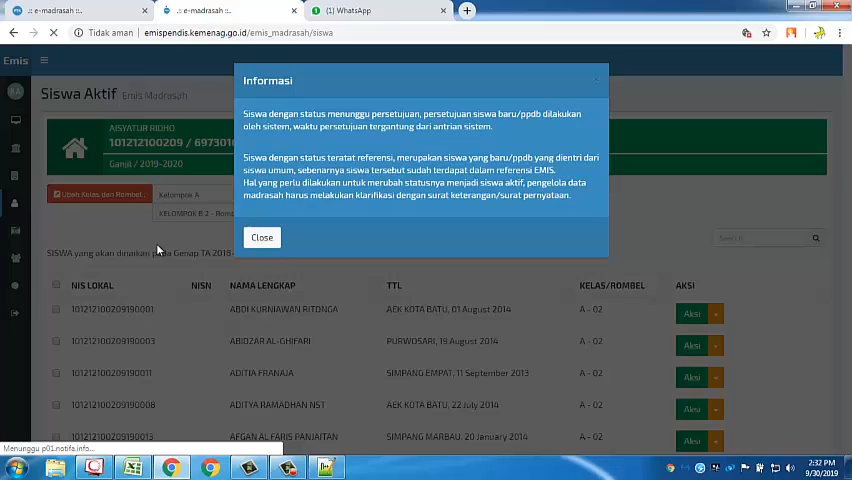 .:: e-madrasah ::..
.:: e-madrasah ::..
(1) WhatsApp
Tidak aman
emispendis.kemenag.go.id/emis_madrasah/siswa
Emis
Siswa Aktif Emis Madrasah
AISYATUR RIDHO
101212100209 / 6973010
Ganjil / 2019-2020
Informasi
Siswa dengan status menunggu persetujuan, persetujuan siswa baru/ppdb dilakukan
oleh sistem, waktu persetujuan tergantung dari antrian sistem.
Siswa dengan status teratat referensi, merupakan siswa yang baru/ppdb yang dientri dari
siswa umum, sebenarnya siswa tersebut sudah terdapat dalam referensi EMIS.
Hal yang perlu dilakukan untuk merubah statusnya menjadi siswa aktif, pengelola data
madrasah harus melakukan klarifikasi dengan surat keterangan/surat pernyataan.
Close
Ubah Kelas dan Rombel :
Kelompok A
KELOMPOK B 2 - Rom
SISWA yang akan dinaikan pada Genap TA 2018-
Search
NIS LOKAL NISN NAMA LENGKAP TTL KELAS/ROMBEL AKSI
101212100209190001 ABDI KURNIAWAN RITONGA AEK KOTA BATU, 01 August 2014 A - 02 Aksi
101212100209190003 ABIDZAR AL-GHIFARI PURWOSARI, 19 August 2014 A - 02 Aksi
101212100209190011 ADITIA FRANAJA SIMPANG EMPAT, 11 September 2013 A - 02 Aksi
101212100209190008 ADITYA RAMADHAN NST AEK KOTA BATU, 22 July 2014 A - 02 Aksi
101212100209190013 AFGAN AL FARIS PANJAITAN SIMPANG MARBAU, 20 January 2014 A - 02 Aksi
Menunggu p01.notifa.info...
2:32 PM
9/30/2019